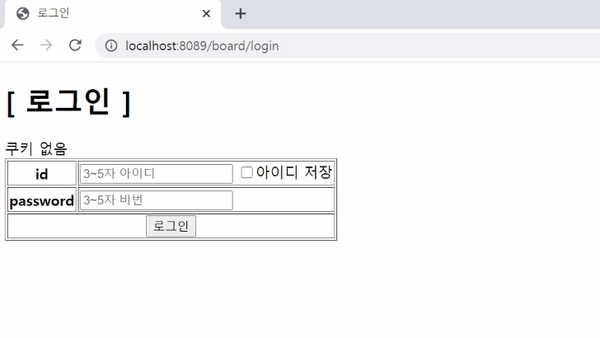 로그인
localhost:8089/board/login
[ 로그인 ]
쿠키 없음
id 3~5자 아이디 아이디 저장
password 3~5자 비번
로그인